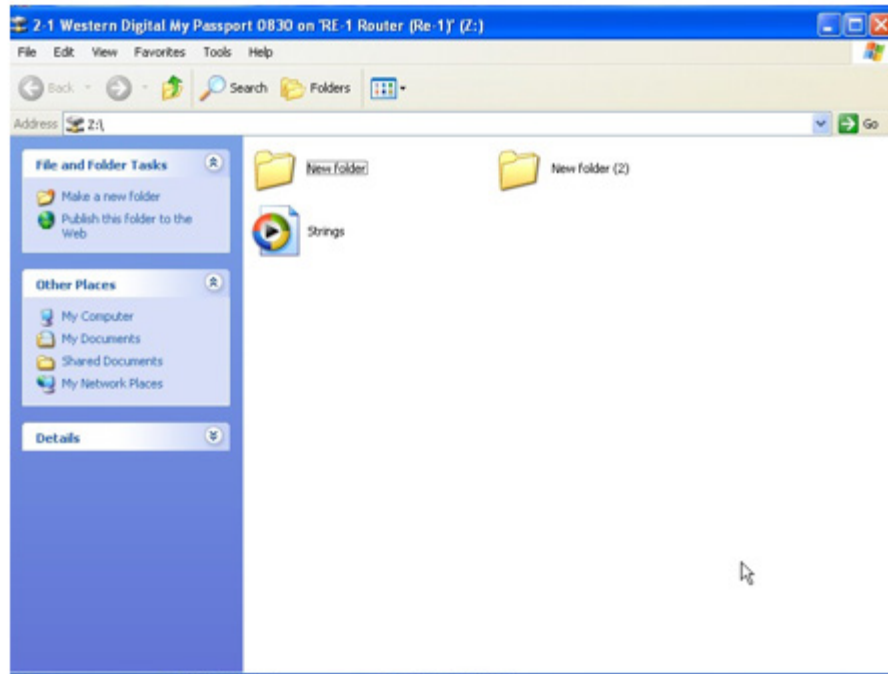 2-1 Western Digital My Passport 0830 on 'RE-1 Router (Re-1)' (Z:)
File Edit View Favorites Tools Help
Back Search Folders
Address Z:\ Go
File and Folder Tasks
Make a new folder
Publish this folder to the
Web
Other Places
My Computer
My Documents
Shared Documents
My Network Places
Details
New folder New folder (2)
Strings